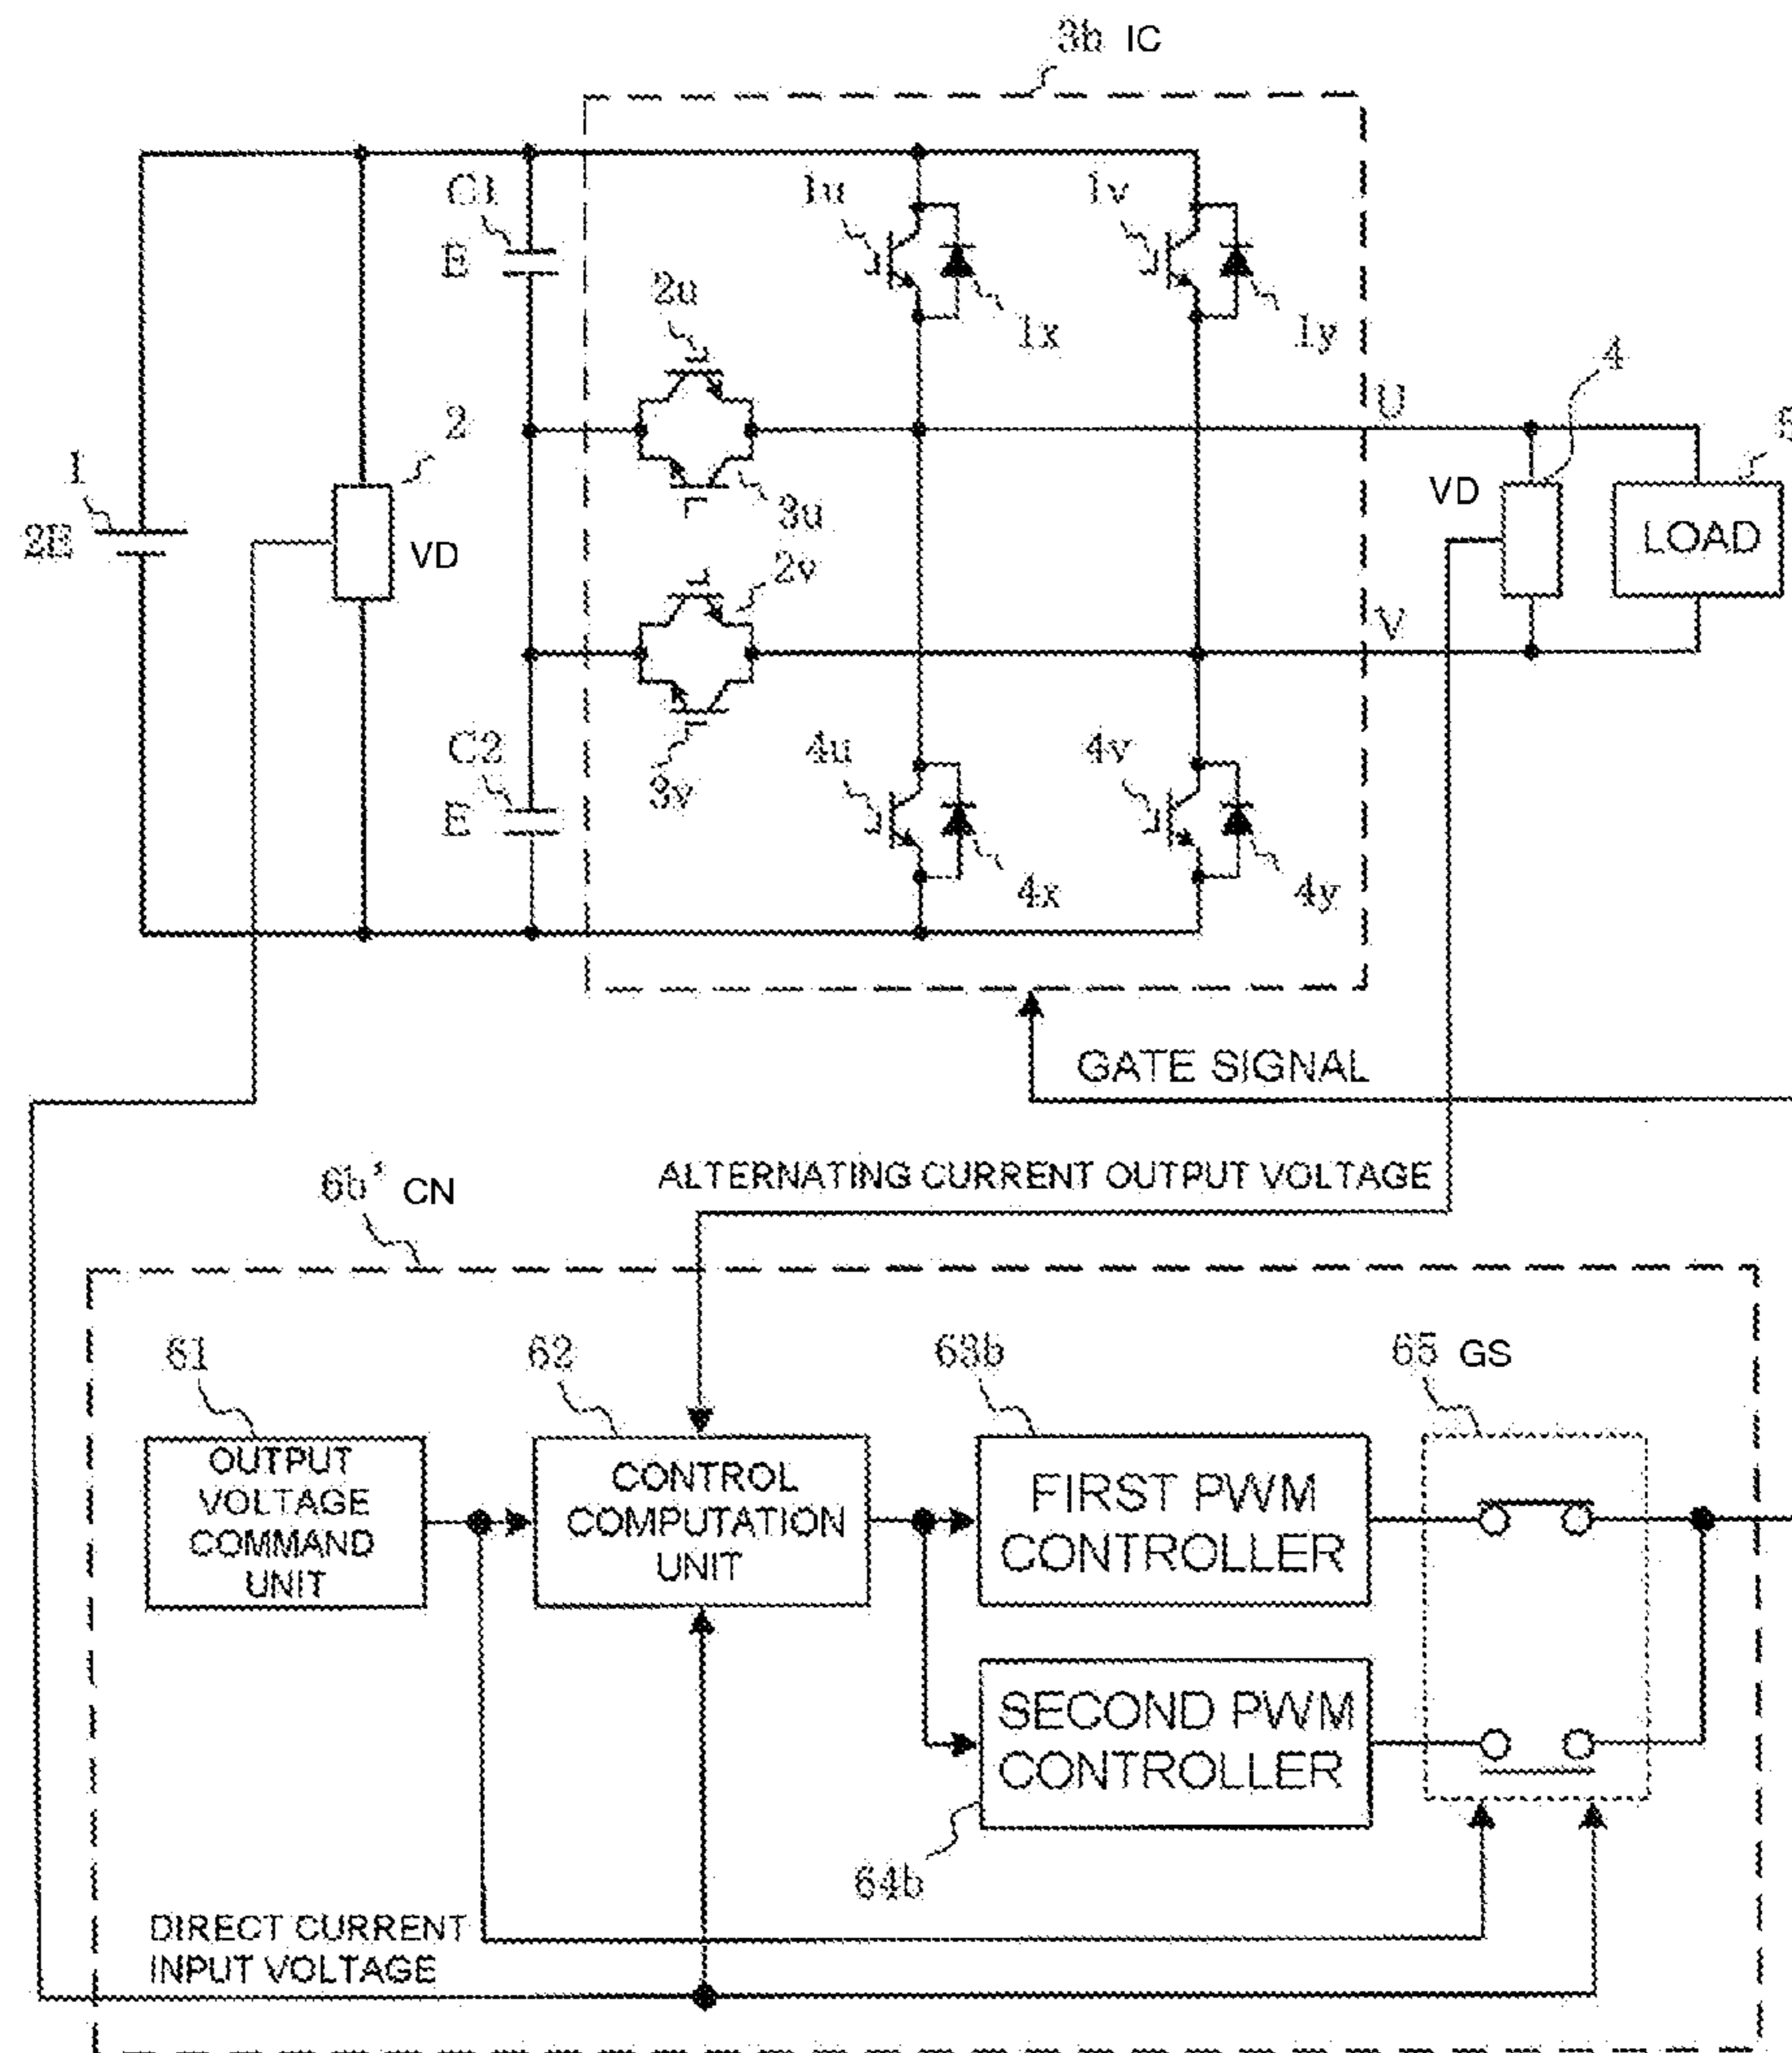 3b IC
C1
E
1u
1v
2u
1x
1y
4
2
U
1
2E
VD
3u
VD
5
LOAD
2v
V
C2
E
3v
4u
4v
4x
4y
GATE SIGNAL
ALTERNATING CURRENT OUTPUT VOLTAGE
6b' CN
61
62
63b
65 GS
OUTPUT
VOLTAGE
COMMAND
UNIT
CONTROL
COMPUTATION
UNIT
FIRST PWM
CONTROLLER
SECOND PWM
CONTROLLER
64b
DIRECT CURRENT
INPUT VOLTAGE